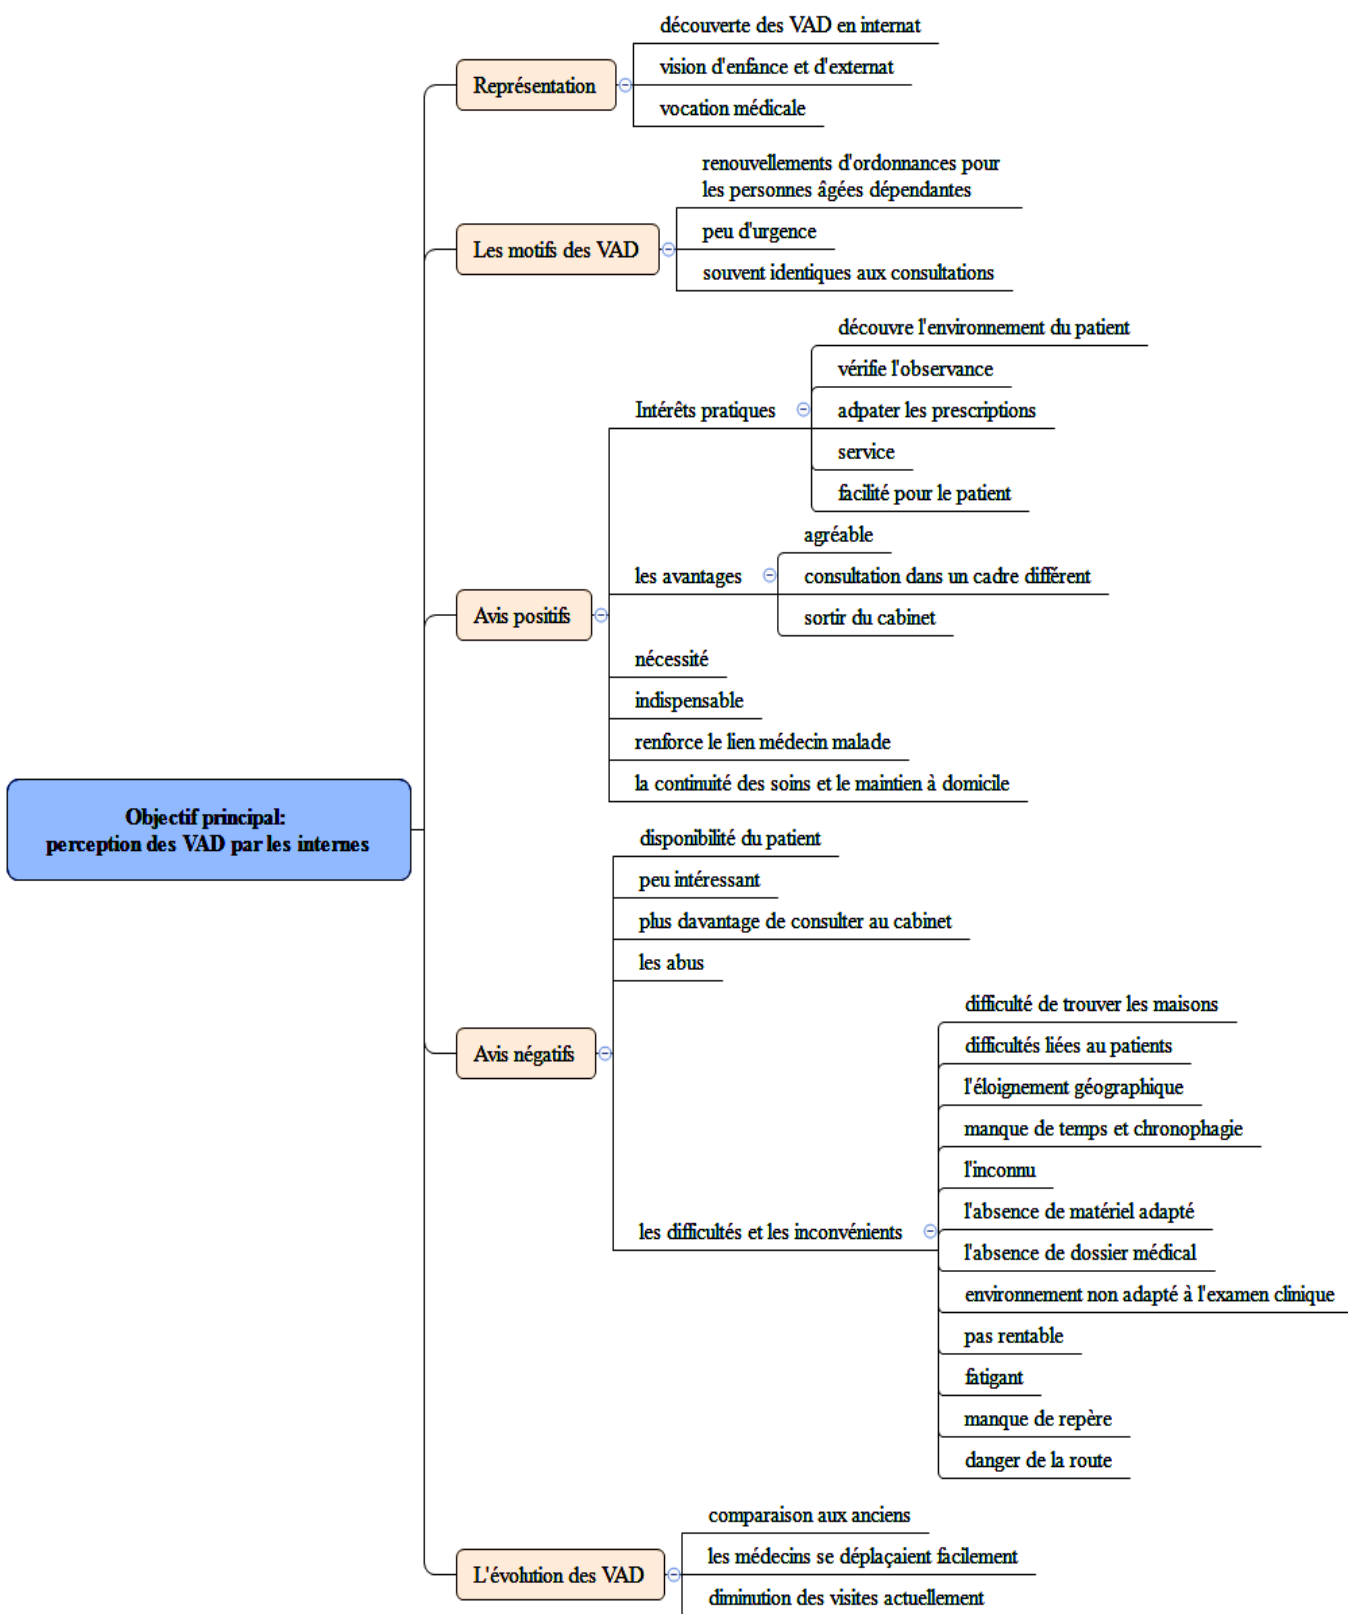 découverte des VAD en internat
vision d'enfance et d'externat
Représentation
vocation médicale
renouvellements d'ordonnances pour
les personnes âgées dépendantes
Les motifs des VAD
peu d'urgence
souvent identiques aux consultations
découvre l'environnement du patient
vérifie l'observance
Intérêts pratiques
adpater les prescriptions
service
facilité pour le patient
agréable
les avantages
consultation dans un cadre différent
sortir du cabinet
Avis positifs
nécessité
indispensable
renforce le lien médecin malade
la continuité des soins et le maintien à domicile
Objectif principal:
perception des VAD par les internes
disponibilité du patient
peu intéressant
plus davantage de consulter au cabinet
les abus
Avis négatifs
difficulté de trouver les maisons
difficultés liées au patients
l'éloignement géographique
manque de temps et chronophagie
l'inconnu
l'absence de matériel adapté
les difficultés et les inconvénients
l'absence de dossier médical
environnement non adapté à l'examen clinique
pas rentable
fatigant
manque de repère
danger de la route
comparaison aux anciens
les médecins se déplaçaient facilement
L'évolution des VAD
diminution des visites actuellement